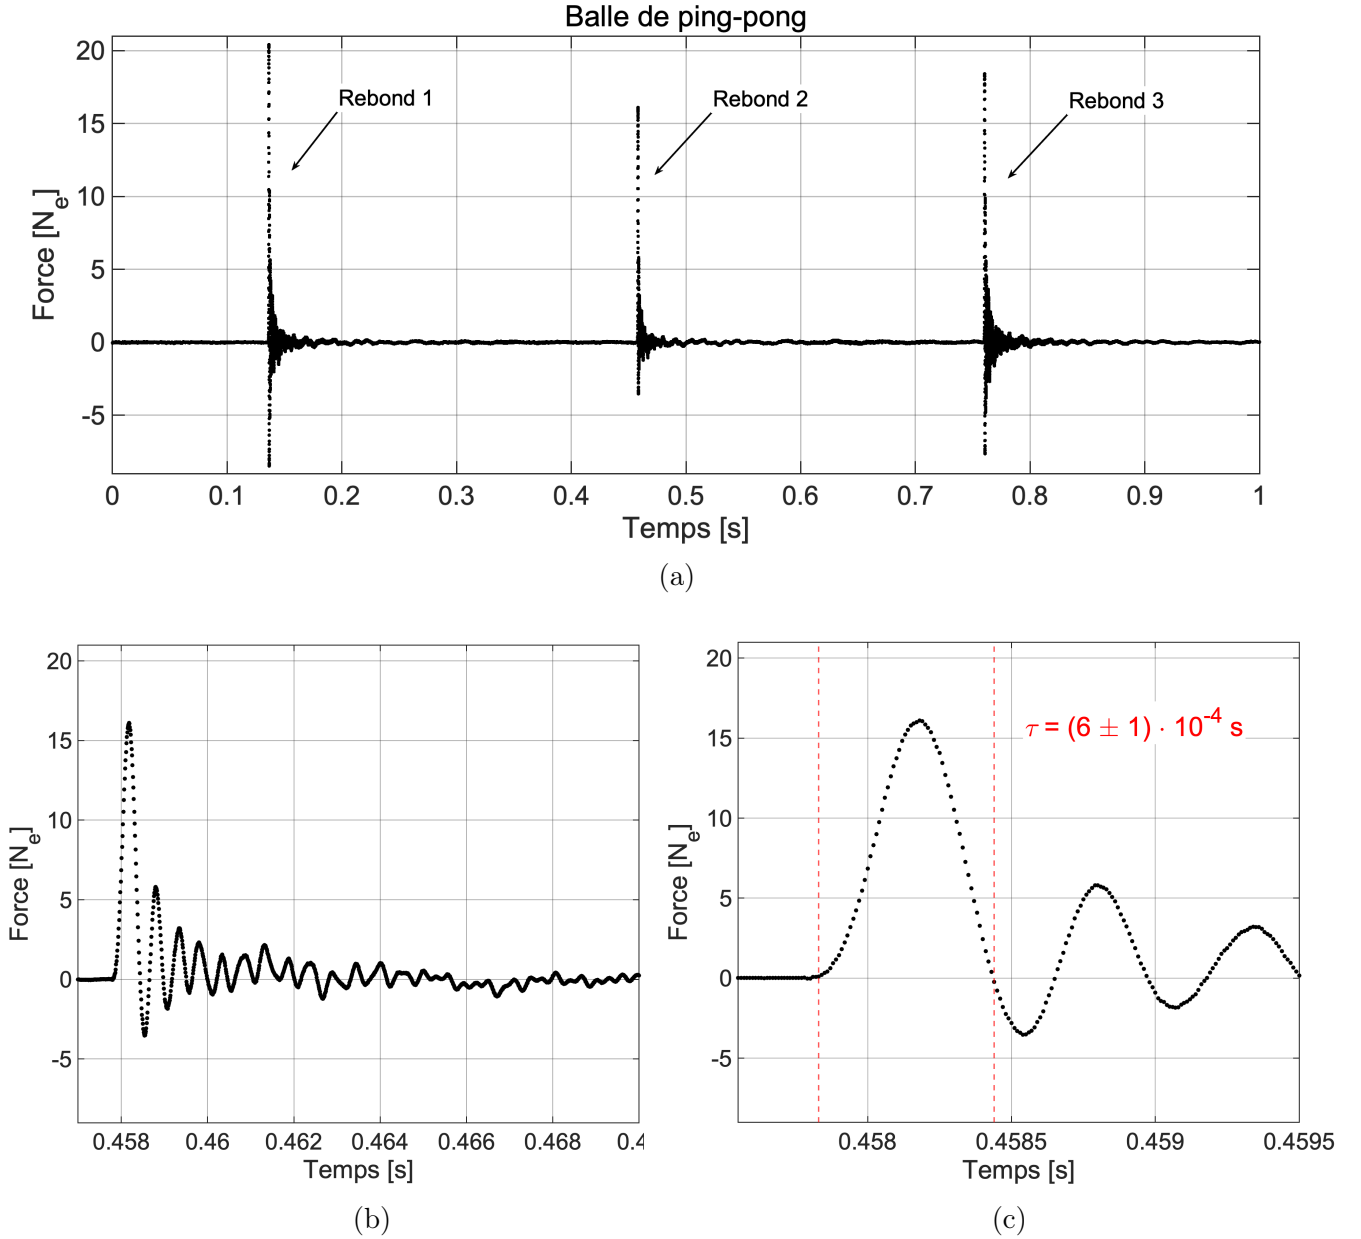 Balle de ping-pong
20
15
10
5
0
-5
Force [Ne]
Rebond 1
Rebond 2
Rebond 3
0 0.1 0.2 0.3 0.4 0.5 0.6 0.7 0.8 0.9 1
Temps [s]
(a)
20
15
10
5
0
-5
Force [Ne]
0.458 0.46 0.462 0.464 0.466 0.468 0.4
Temps [s]
(b)
20
15
10
5
0
-5
Force [Ne]
τ = (6 ± 1) · 10-4 s
0.458 0.4585 0.459 0.4595
Temps [s]
(c)